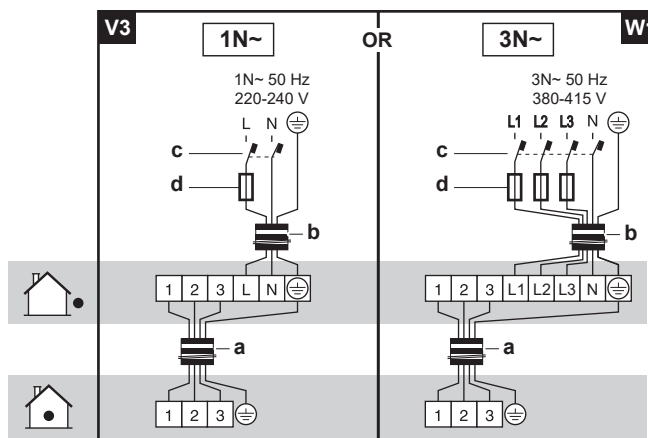 V3 1N~ OR 3N~ W1
1N~ 50 Hz
220-240 V
3N~ 50 Hz
380-415 V
L N
L1 L2 L3 N
c
c
d
d
b
b
1 2 3 L N
1 2 3 L1 L2 L3 N
a
a
1 2 3
1 2 3